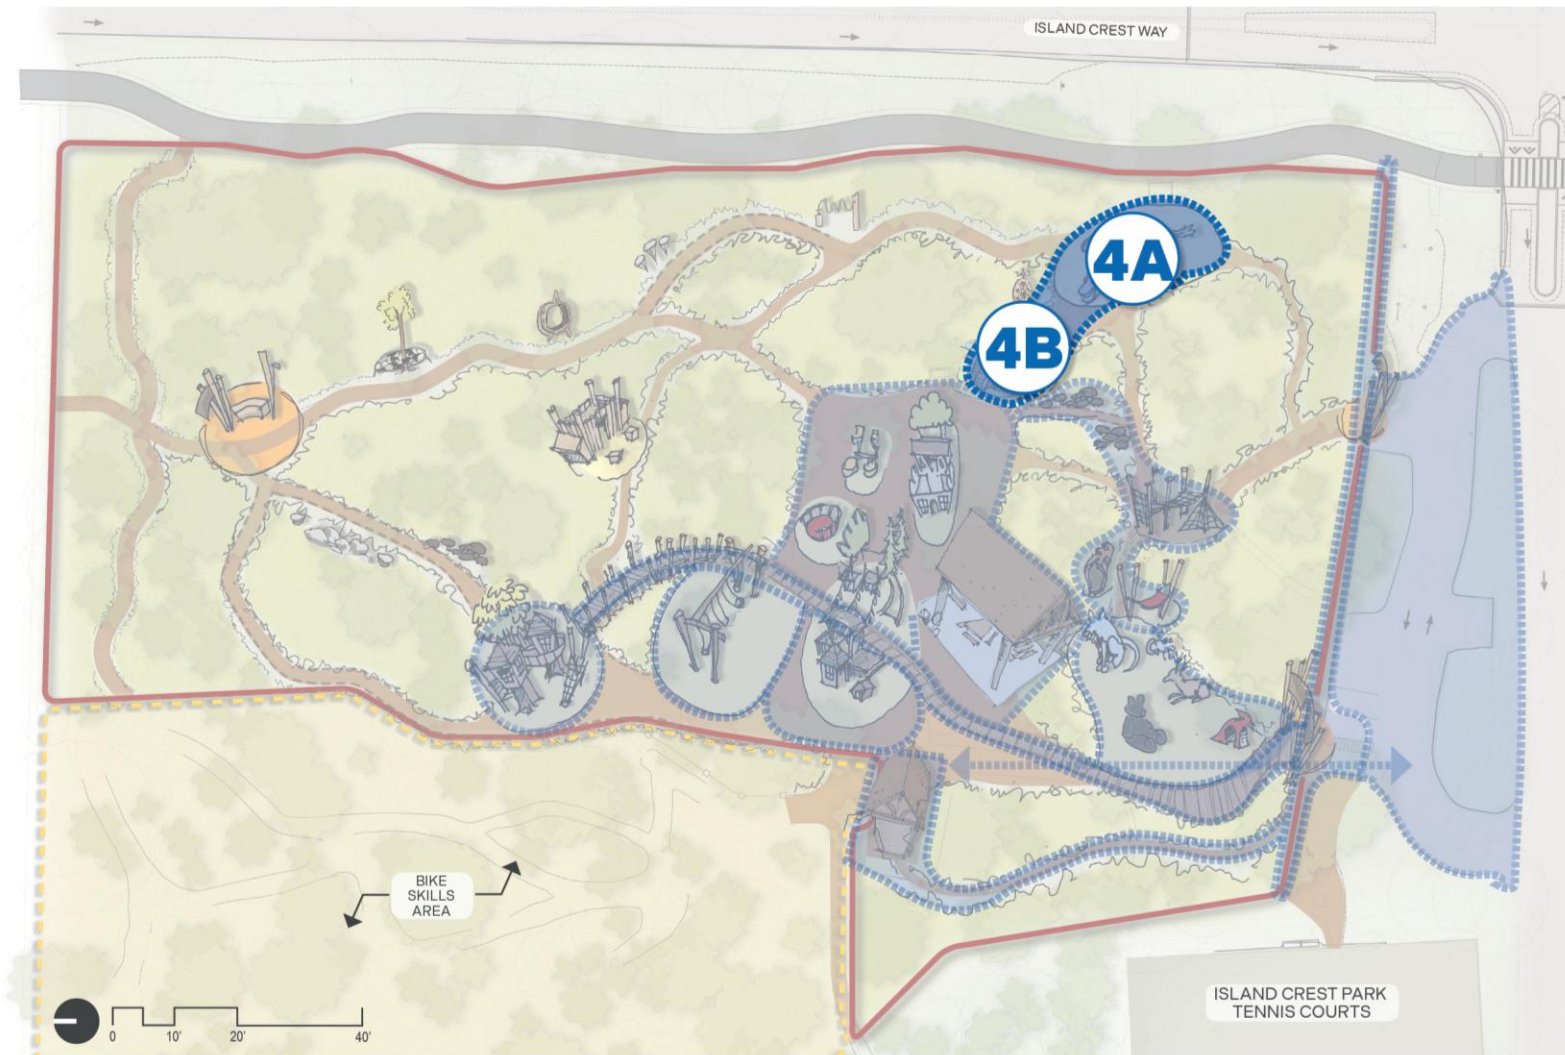 ISLAND CREST WAY
4A
4B
BIKE
SKILLS
AREA
ISLAND CREST PARK
TENNIS COURTS
0 10' 20' 40'